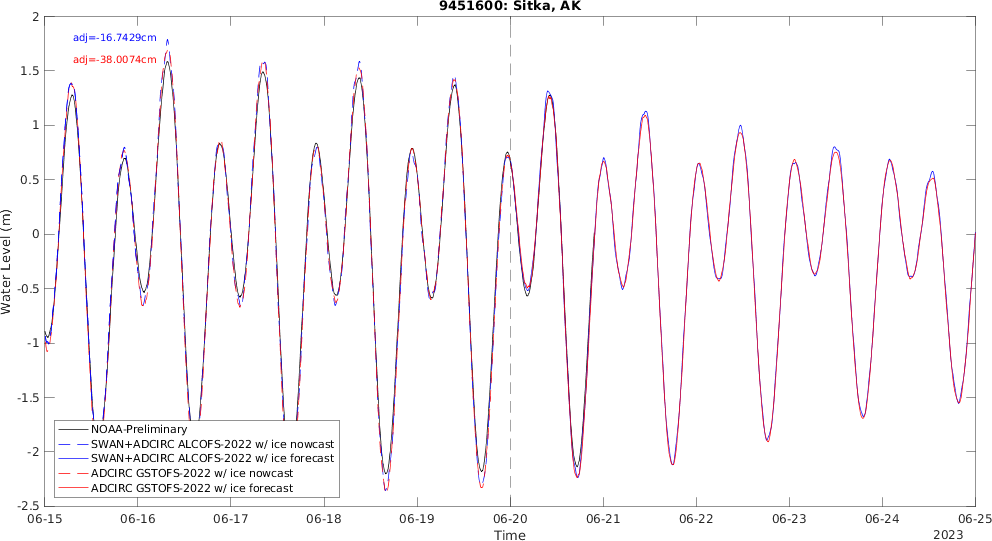 9451600: Sitka, AK
adj=-16.7429cm
adj=-38.0074cm
Water Level (m)
2
1.5
1
0.5
0
-0.5
-1
-1.5
-2
-2.5
NOAA-Preliminary
SWAN+ADCIRC ALCOFS-2022 w/ ice nowcast
SWAN+ADCIRC ALCOFS-2022 w/ ice forecast
ADCIRC GSTOFS-2022 w/ ice nowcast
ADCIRC GSTOFS-2022 w/ ice forecast
06-15 06-16 06-17 06-18 06-19 06-20 06-21 06-22 06-23 06-24 06-25
Time
2023